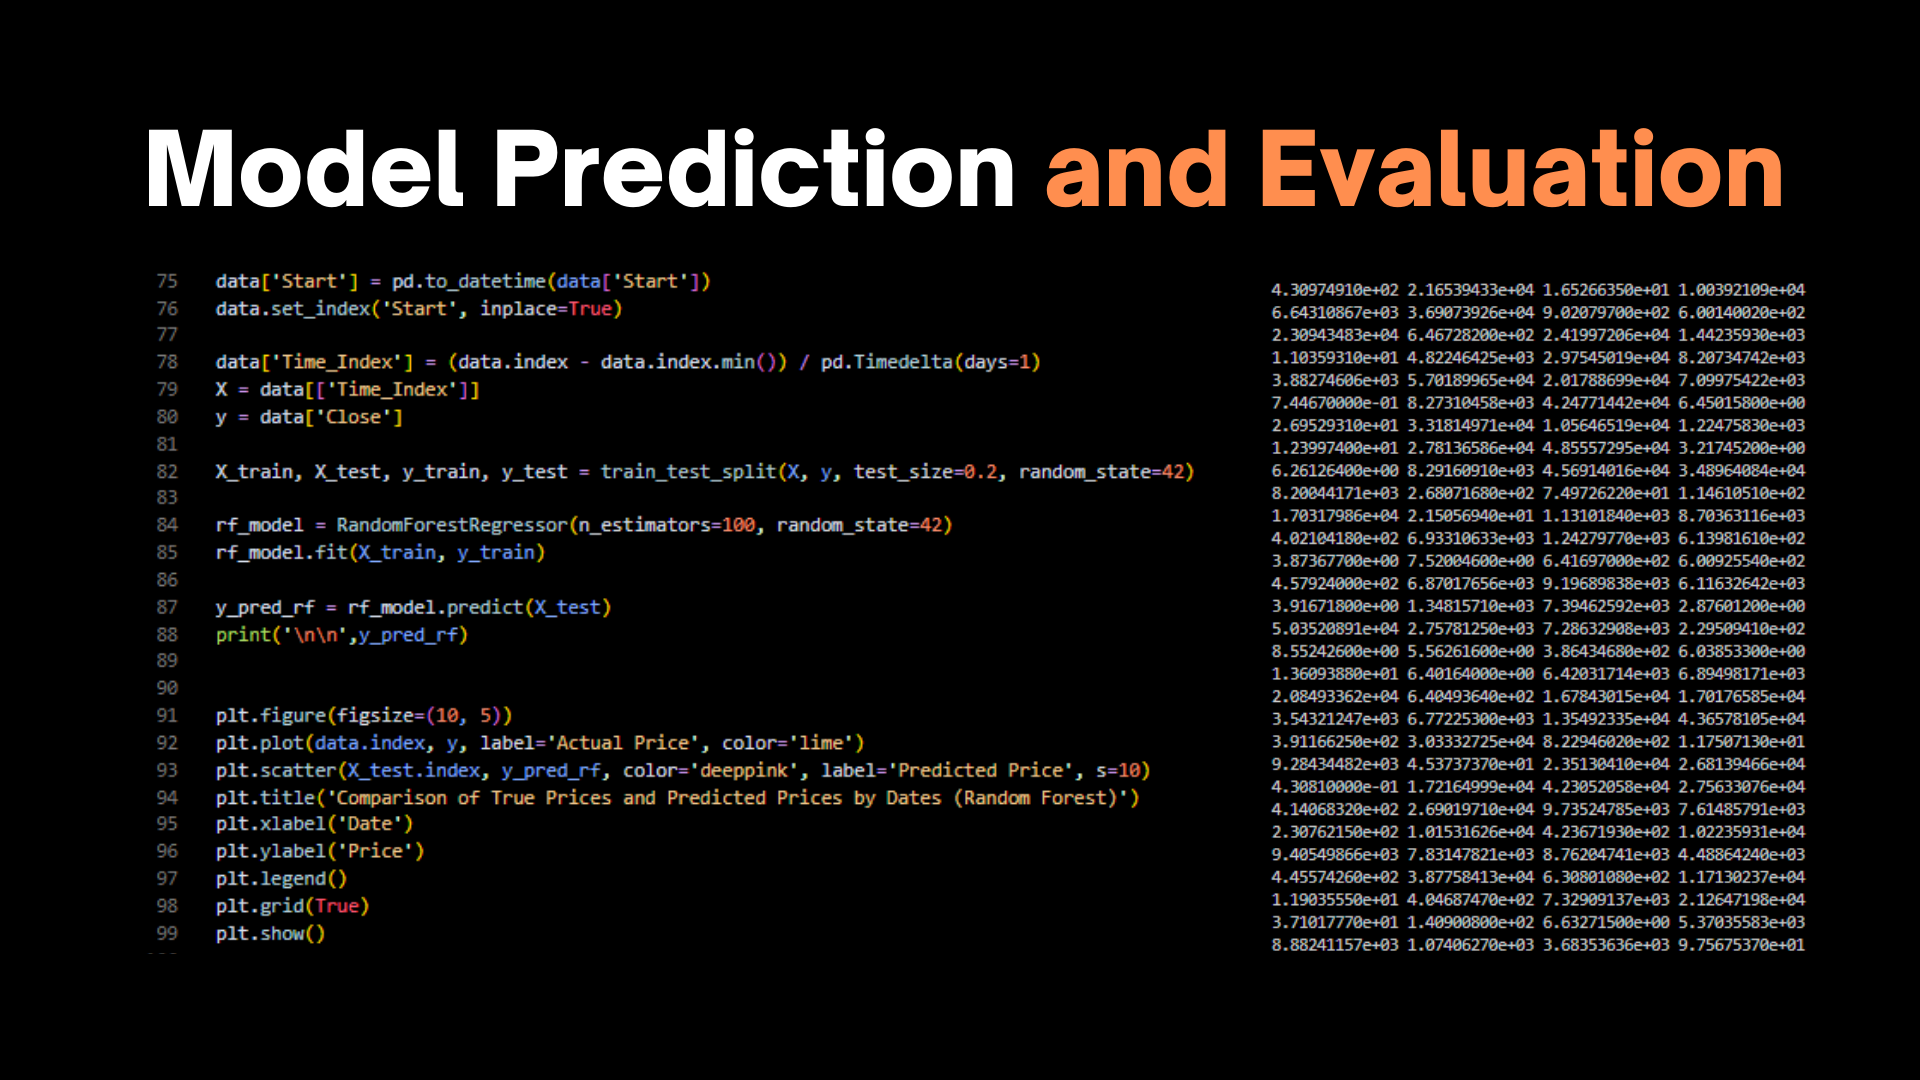 Model Prediction and Evaluation
75 data['Start'] = pd.to_datetime(data['Start'])
76 data.set_index('Start', inplace=True)
77
78 data['Time_Index'] = (data.index - data.index.min()) / pd.Timedelta(days=1)
79 X = data[['Time_Index']]
80 y = data['Close']
81
82 X_train, X_test, y_train, y_test = train_test_split(X, y, test_size=0.2, random_state=42)
83
84 rf_model = RandomForestRegressor(n_estimators=100, random_state=42)
85 rf_model.fit(X_train, y_train)
86
87 y_pred_rf = rf_model.predict(X_test)
88 print('\n\n',y_pred_rf)
89
90
91 plt.figure(figsize=(10, 5))
92 plt.plot(data.index, y, label='Actual Price', color='lime')
93 plt.scatter(X_test.index, y_pred_rf, color='deeppink', label='Predicted Price', s=10)
94 plt.title('Comparison of True Prices and Predicted Prices by Dates (Random Forest)')
95 plt.xlabel('Date')
96 plt.ylabel('Price')
97 plt.legend()
98 plt.grid(True)
99 plt.show()
4.30974910e+02 2.16539433e+04 1.65266350e+01 1.00392109e+04
6.64310867e+03 3.69073926e+04 9.02079700e+02 6.00140020e+02
2.30943483e+04 6.46728200e+02 2.41997206e+04 1.44235930e+03
1.10359310e+01 4.82246425e+03 2.97545019e+04 8.20734742e+03
3.88274606e+03 5.70189965e+04 2.01788699e+04 7.09975422e+03
7.44670000e-01 8.27310458e+03 4.24771442e+04 6.45015800e+00
2.69529310e+01 3.31814971e+04 1.05646519e+04 1.22475830e+03
1.23997400e+01 2.78136586e+04 4.85557295e+04 3.21745200e+00
6.26126400e+00 8.29160910e+03 4.56914016e+04 3.48964084e+04
8.20044171e+03 2.68071680e+02 7.49726220e+01 1.14610510e+02
1.70317986e+04 2.15056940e+01 1.13101840e+03 8.70363116e+03
4.02104180e+02 6.93310633e+03 1.24279770e+03 6.13981610e+02
3.87367700e+00 7.52004600e+00 6.41697000e+02 6.00925540e+02
4.57924000e+02 6.87017656e+03 9.19689838e+03 6.11632642e+03
3.91671800e+00 1.34815710e+03 7.39462592e+03 2.87601200e+00
5.03520891e+04 2.75781250e+03 7.28632908e+03 2.29509410e+02
8.55242600e+00 5.56261600e+00 3.86434680e+02 6.03853300e+00
1.36093880e+01 6.40164000e+00 6.42031714e+03 6.89498171e+03
2.08493362e+04 6.40493640e+02 1.67843015e+04 1.70176585e+04
3.54321247e+03 6.77225300e+03 1.35492335e+04 4.36578105e+04
3.91166250e+02 3.03332725e+04 8.22946020e+02 1.17507130e+01
9.28434482e+03 4.53737370e+01 2.35130410e+04 2.68139466e+04
4.30810000e-01 1.72164999e+04 4.23052058e+04 2.75633076e+04
4.14068320e+02 2.69019710e+04 9.73524785e+03 7.61485791e+03
2.30762150e+02 1.01531626e+04 4.23671930e+02 1.02235931e+04
9.40549866e+03 7.83147821e+03 8.76204741e+03 4.48864240e+03
4.45574260e+02 3.87758413e+04 6.30801080e+02 1.17130237e+04
1.19035550e+01 4.04687470e+02 7.32909137e+03 2.12647198e+04
3.71017770e+01 1.40900800e+02 6.63271500e+00 5.37035583e+03
8.88241157e+03 1.07406270e+03 3.68353636e+03 9.75675370e+01